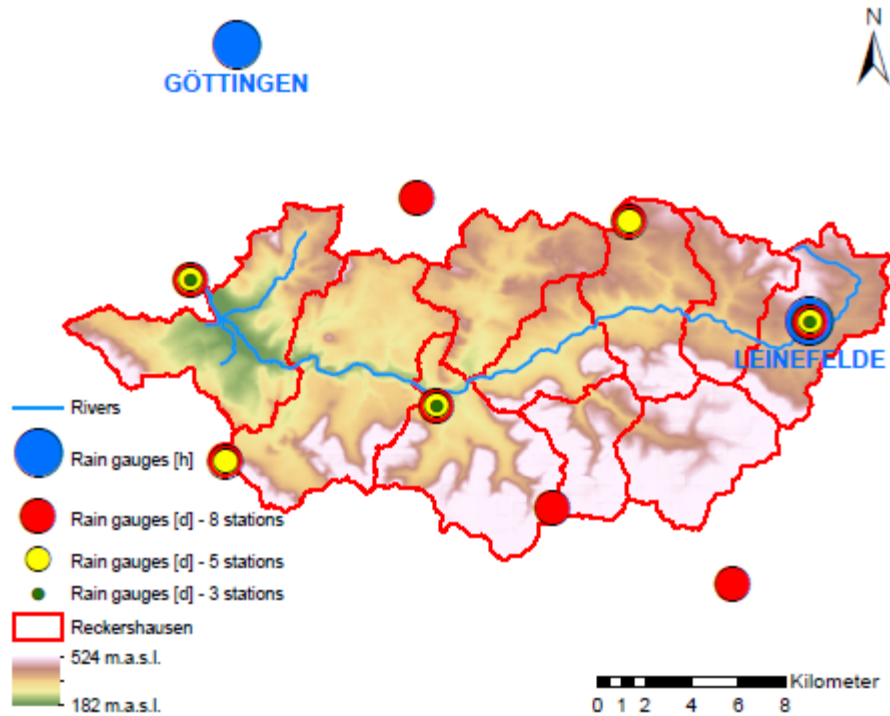 N
GÖTTINGEN
LEINEFELDE
Rivers
Rain gauges [h]
Rain gauges [d] - 8 stations
Rain gauges [d] - 5 stations
Rain gauges [d] - 3 stations
Reckershausen
524 m.a.s.l.
182 m.a.s.l.
Kilometer
0 1 2 4 6 8